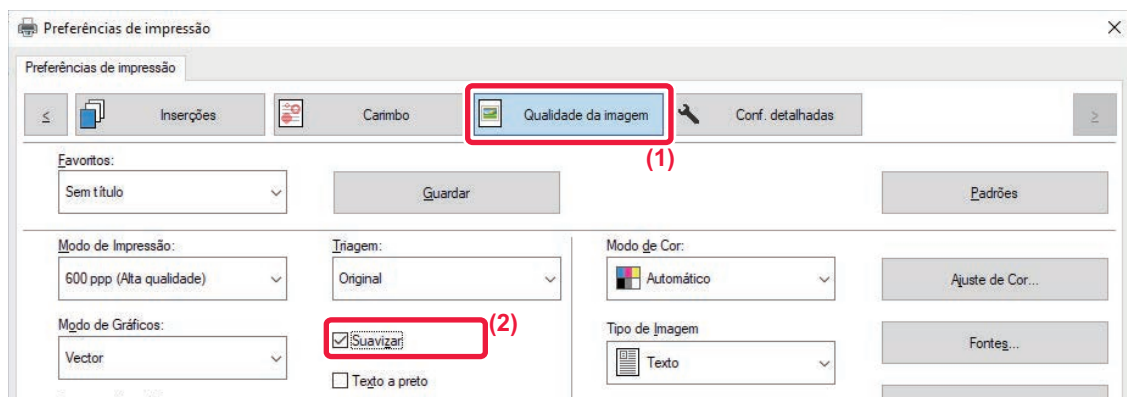 Preferências de impressão
Preferências de impressão
≤ Inserções Carimbo Qualidade da imagem Conf. detalhadas ≥
(1)
Favoritos:
Sem título Guardar Padrões
Modo de Impressão: Triagem: Modo de Cor:
600 ppp (Alta qualidade) Original Automático Ajuste de Cor...
Modo de Gráficos: (2) Tipo de Imagem
Suavizar
Vector Texto Fontes...
Texto a preto